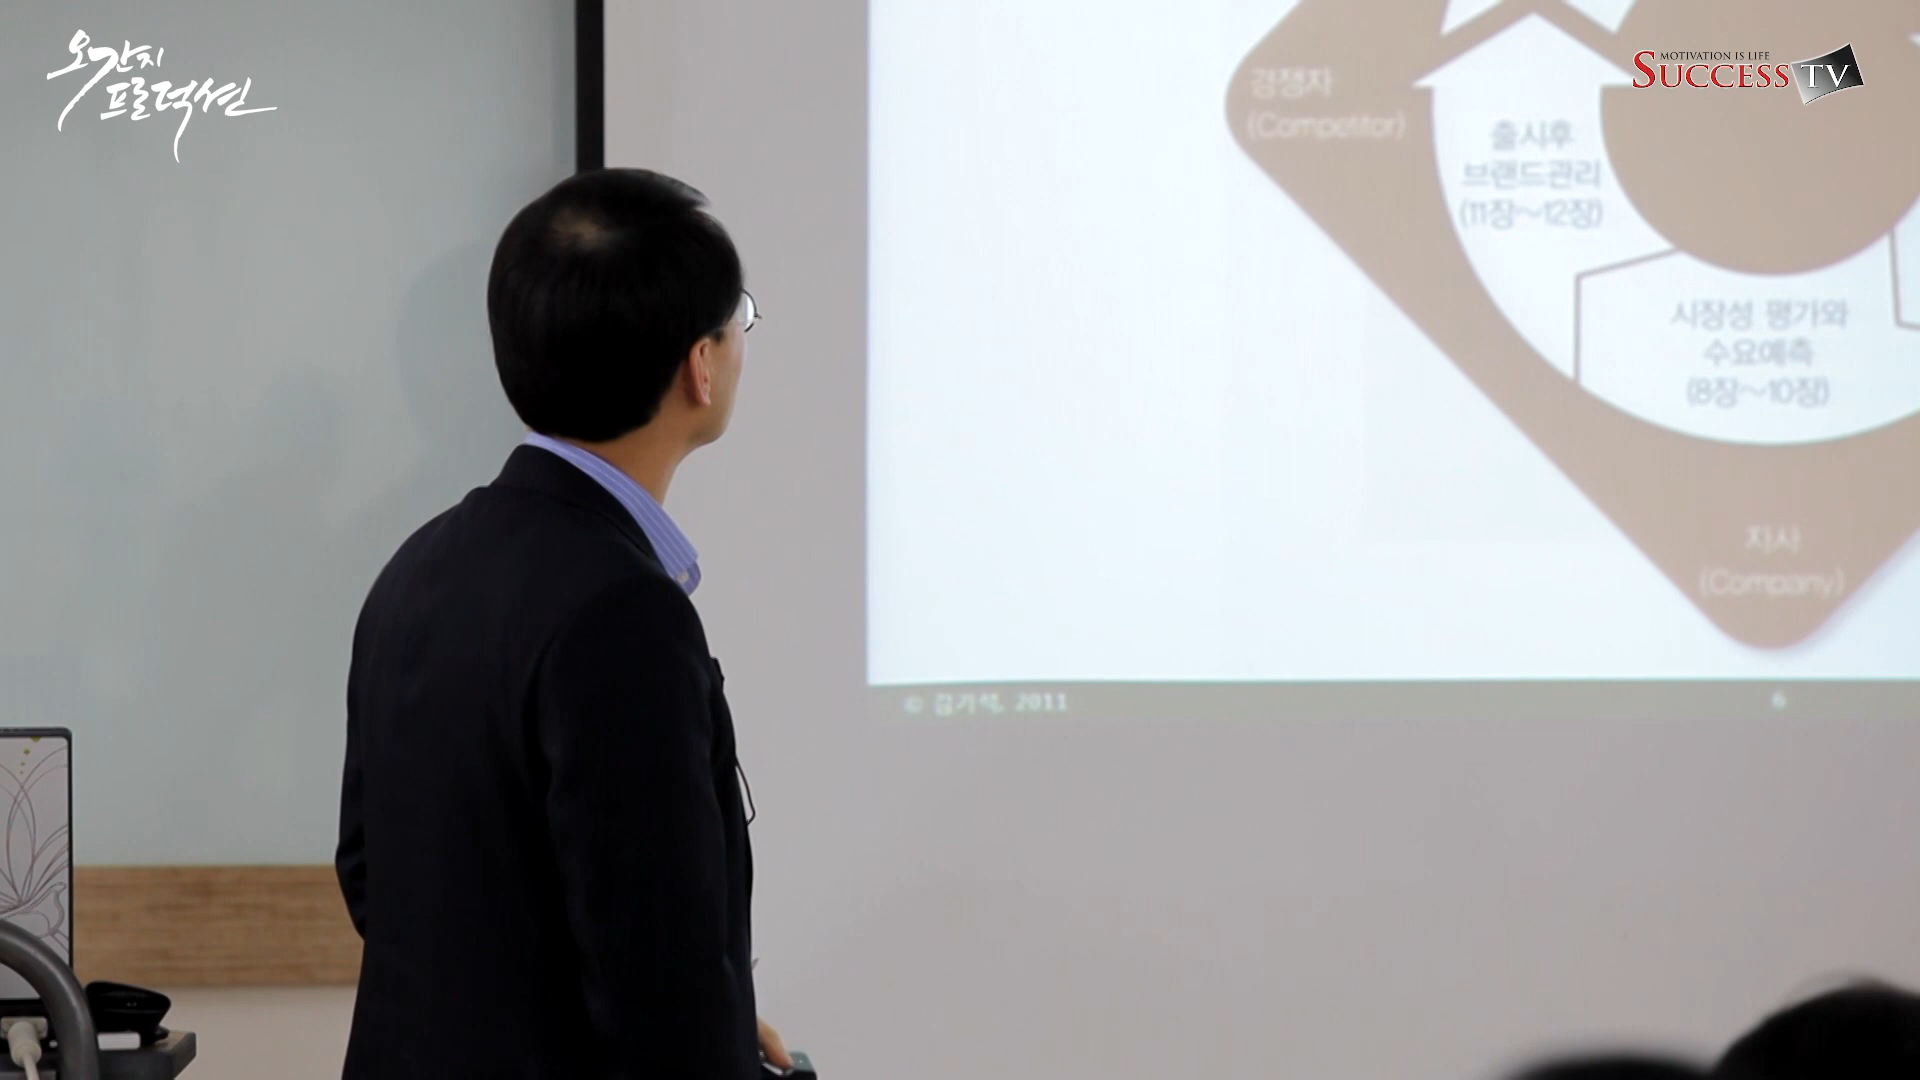 오간지
프로덕션
MOTIVATION IS LIFE
SUCCESS TV
경쟁자
(Competitor)
출시후
브랜드관리
(11장~12장)
시장성 평가와
수요예측
(8장~10장)
자사
(Company)
© 김기석, 2011
6